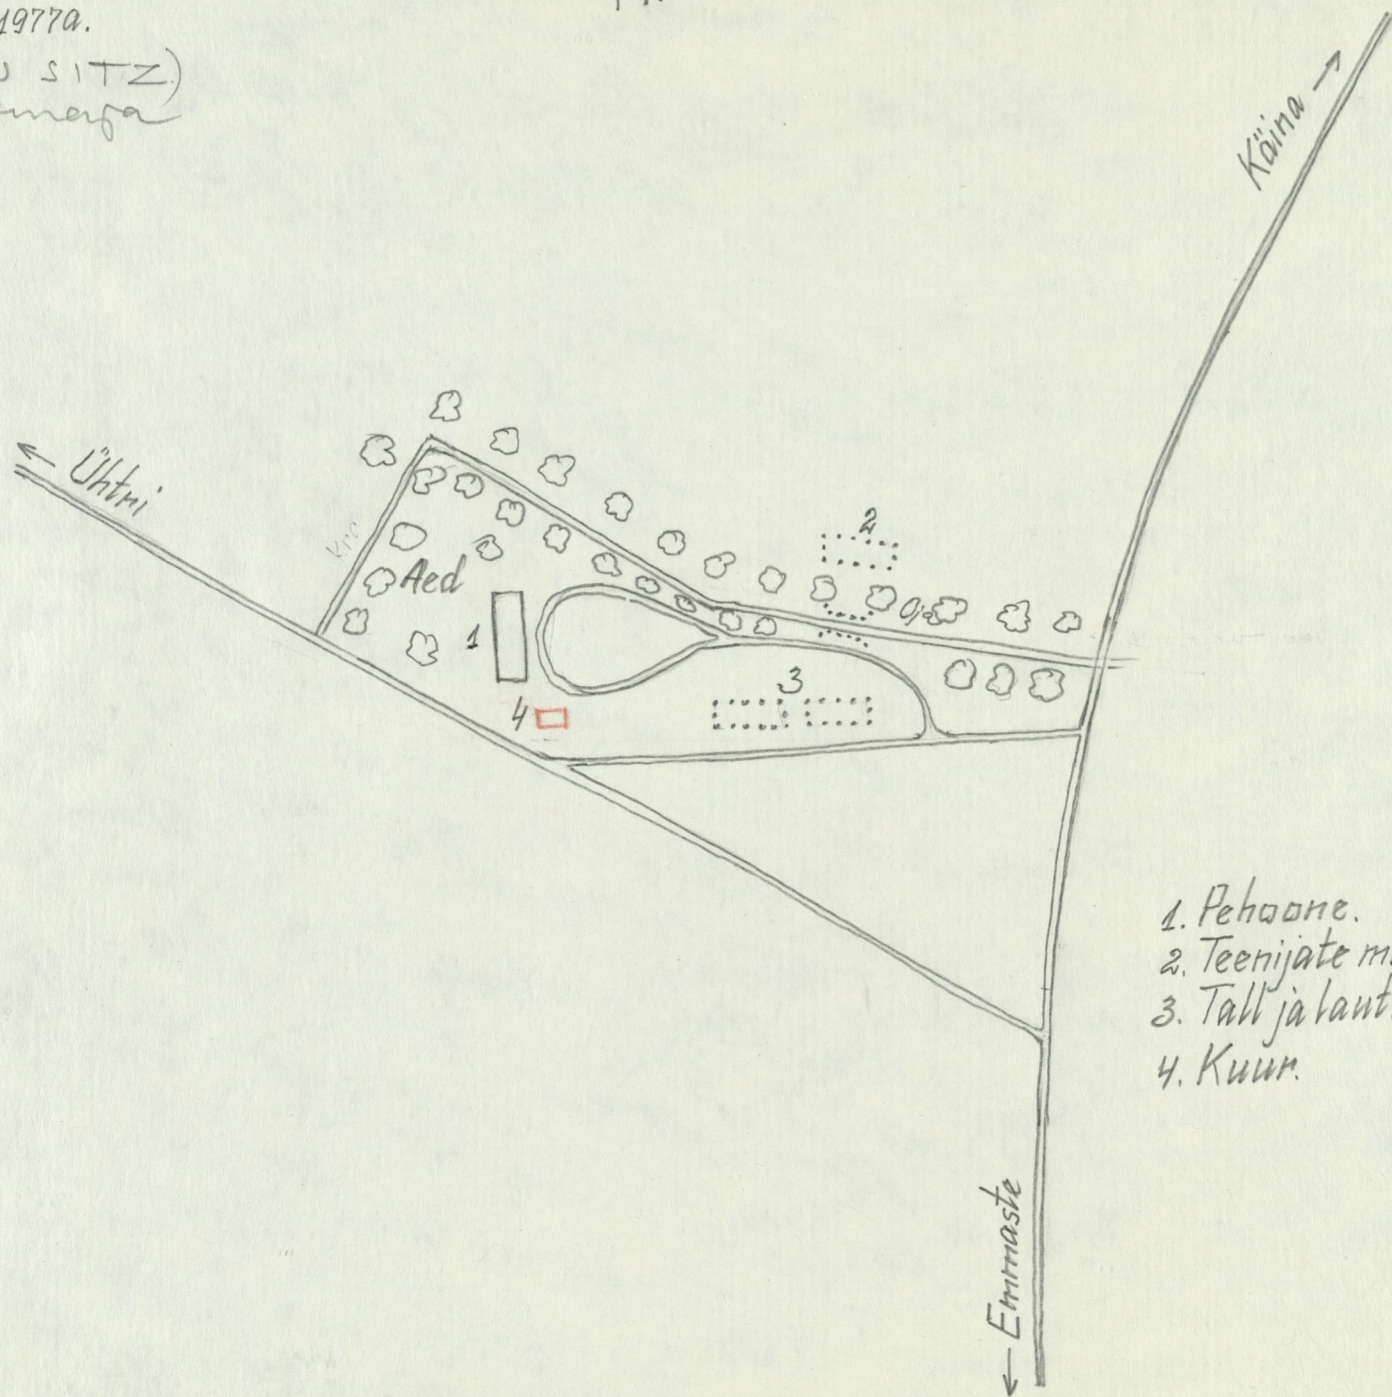 1977a.
SITZ)
Käina
Ühtri
2
Aed
Oja
1
3
4
1. Pehoone.
2. Teenijate m
3. Tall ja laut.
4. Kuur.
Emmaste